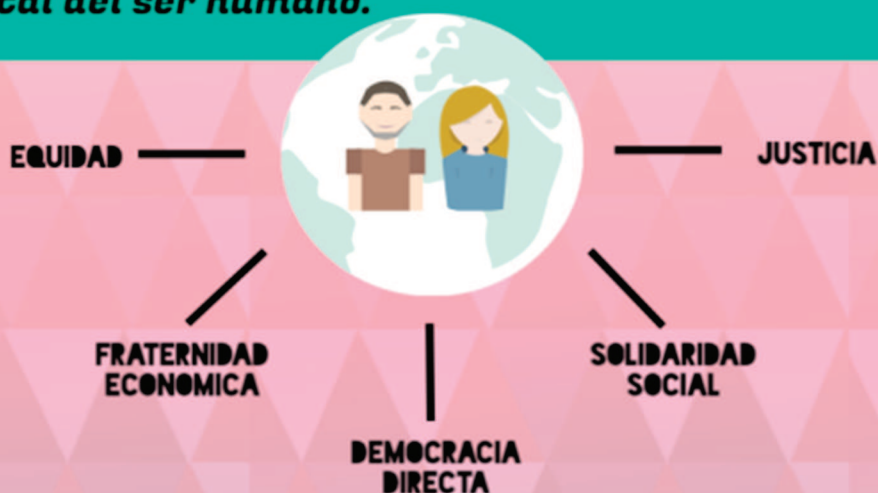 cal del ser humano.
EQUIDAD
JUSTICIA
FRATERNIDAD
ECONOMICA
SOLIDARIDAD
SOCIAL
DEMOCRACIA
DIRECTA